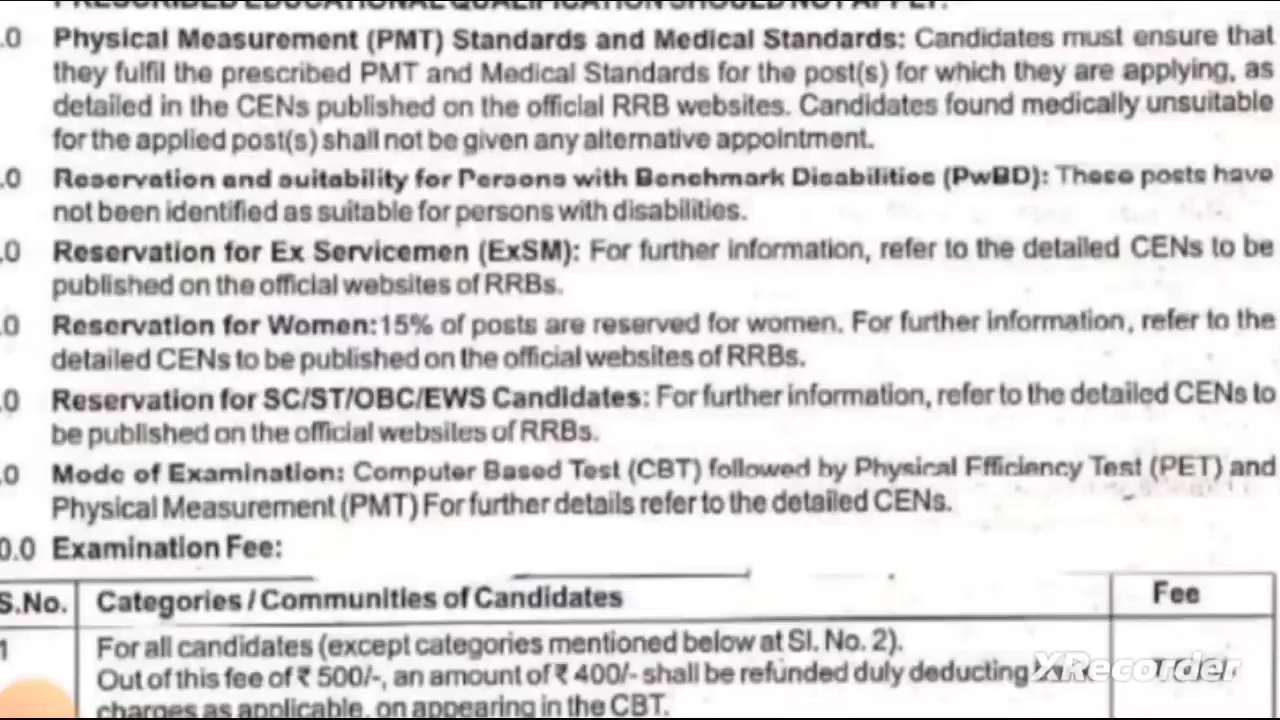 PRESCRIBED EDUCATIONAL QUALIFICATION SHOULD NOT APPLY.
.0 Physical Measurement (PMT) Standards and Medical Standards: Candidates must ensure that
they fulfil the prescribed PMT and Medical Standards for the post(s) for which they are applying, as
detailed in the CENs published on the official RRB websites. Candidates found medically unsuitable
for the applied post(s) shall not be given any alternative appointment.
.0 Reservation and suitability for Persons with Benchmark Disabilities (PwBD): These posts have
not been identified as suitable for persons with disabilities.
.0 Reservation for Ex Servicemen (ExSM): For further information, refer to the detailed CENs to be
published on the official websites of RRBs.
.0 Reservation for Women: 15% of posts are reserved for women. For further information, refer to the
detailed CENs to be published on the official websites of RRBs.
.0 Reservation for SC/ST/OBC/EWS Candidates: For further information, refer to the detailed CENs to
be published on the official websites of RRBs.
.0 Mode of Examination: Computer Based Test (CBT) followed by Physical Efficiency Test (PET) and
Physical Measurement (PMT) For further details refer to the detailed CENs.
0.0 Examination Fee:
S.No. Categories / Communities of Candidates Fee
1 For all candidates (except categories mentioned below at Sl. No. 2).
Out of this fee of ₹ 500/-, an amount of ₹ 400/- shall be refunded duly deducting
charges as applicable, on appearing in the CBT.
XRecorder